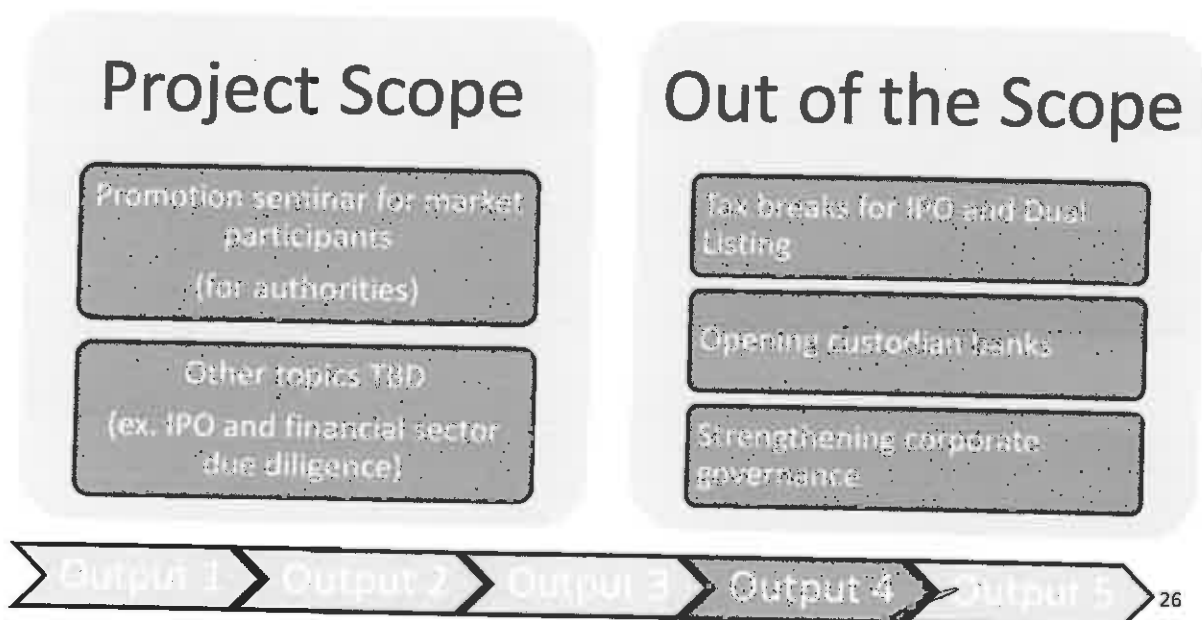 Project Scope
Promotion seminar for market
participants
(for authorities)
Other topics TBD
(ex. IPO and financial sector
due diligence)
Out of the Scope
Tax breaks for IPO and Dual
Listing
Opening custodian banks
Strengthening corporate
governance
Output 1
Output 2
Output 3
Output 4
Output 5
26